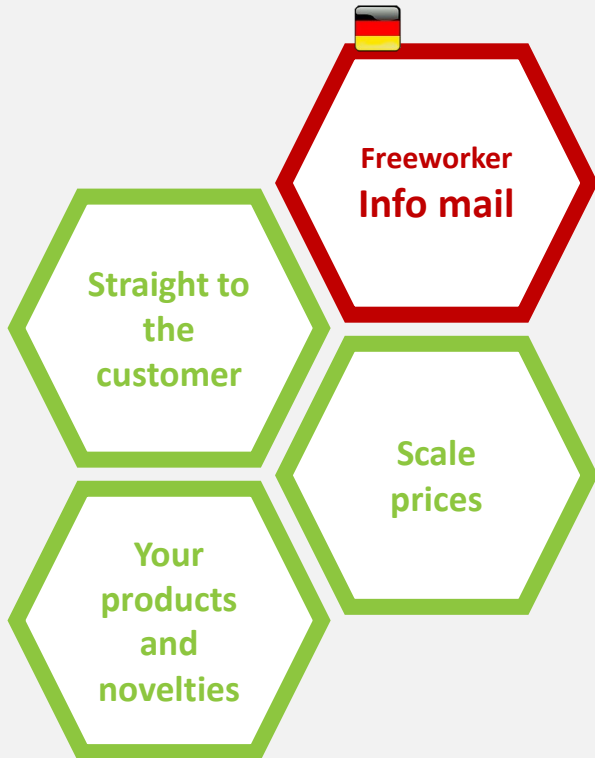 Freeworker
Info mail
Straight to
the
customer
Scale
prices
Your
products
and
novelties